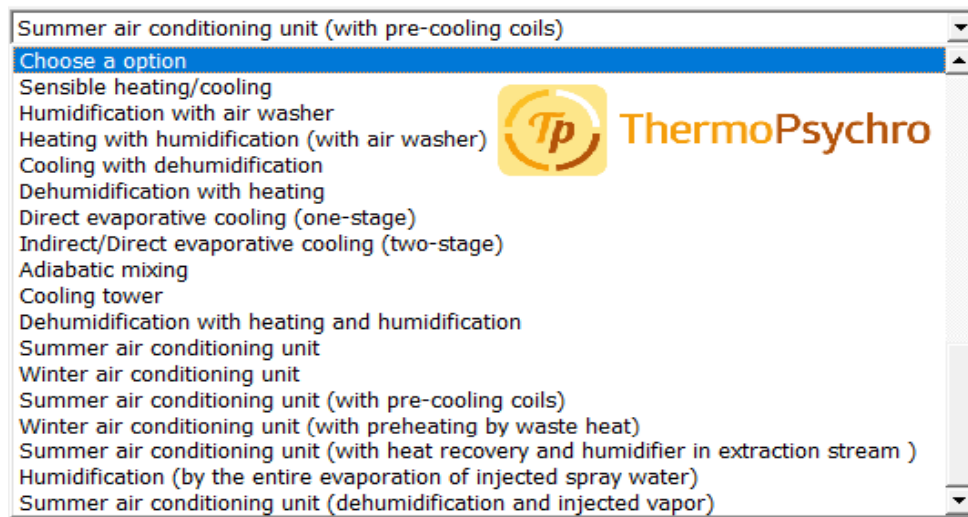 Summer air conditioning unit (with pre-cooling coils)
Choose a option
Sensible heating/cooling
Humidification with air washer
Heating with humidification (with air washer)
Cooling with dehumidification
Dehumidification with heating
Direct evaporative cooling (one-stage)
Indirect/Direct evaporative cooling (two-stage)
Adiabatic mixing
Cooling tower
Dehumidification with heating and humidification
Summer air conditioning unit
Winter air conditioning unit
Summer air conditioning unit (with pre-cooling coils)
Winter air conditioning unit (with preheating by waste heat)
Summer air conditioning unit (with heat recovery and humidifier in extraction stream )
Humidification (by the entire evaporation of injected spray water)
Summer air conditioning unit (dehumidification and injected vapor)
Tp ThermoPsychro